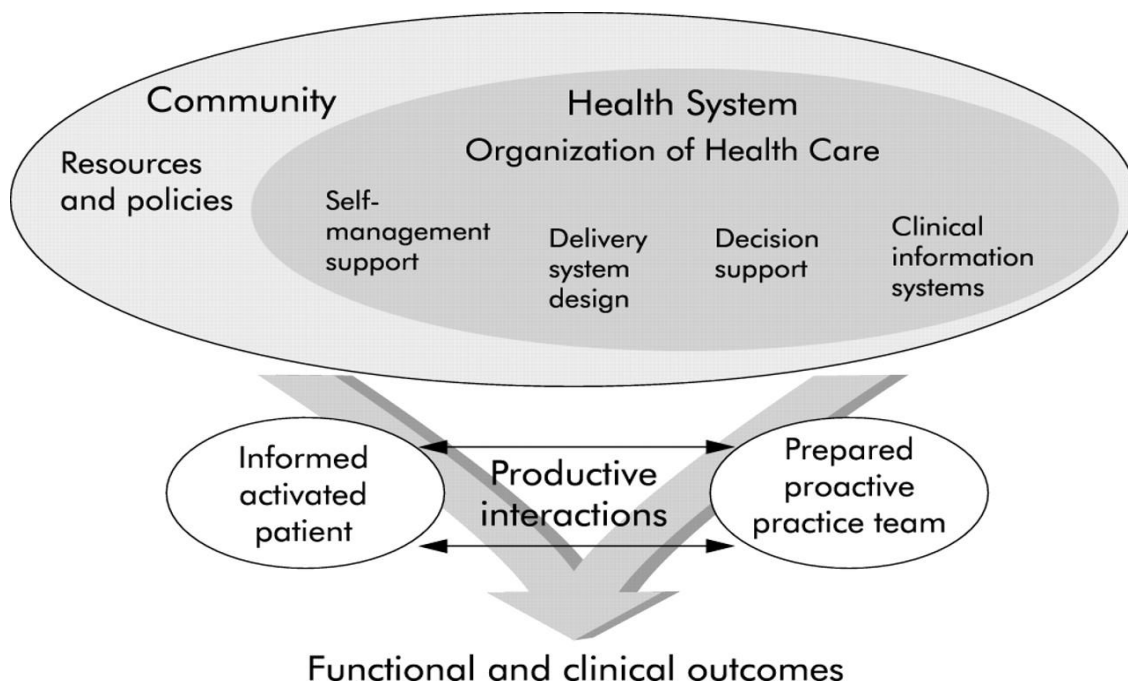 Community
Resources
and policies
Health System
Organization of Health Care
Self-
management
support
Delivery
system
design
Decision
support
Clinical
information
systems
Informed
activated
patient
Productive
interactions
Prepared
proactive
practice team
Functional and clinical outcomes